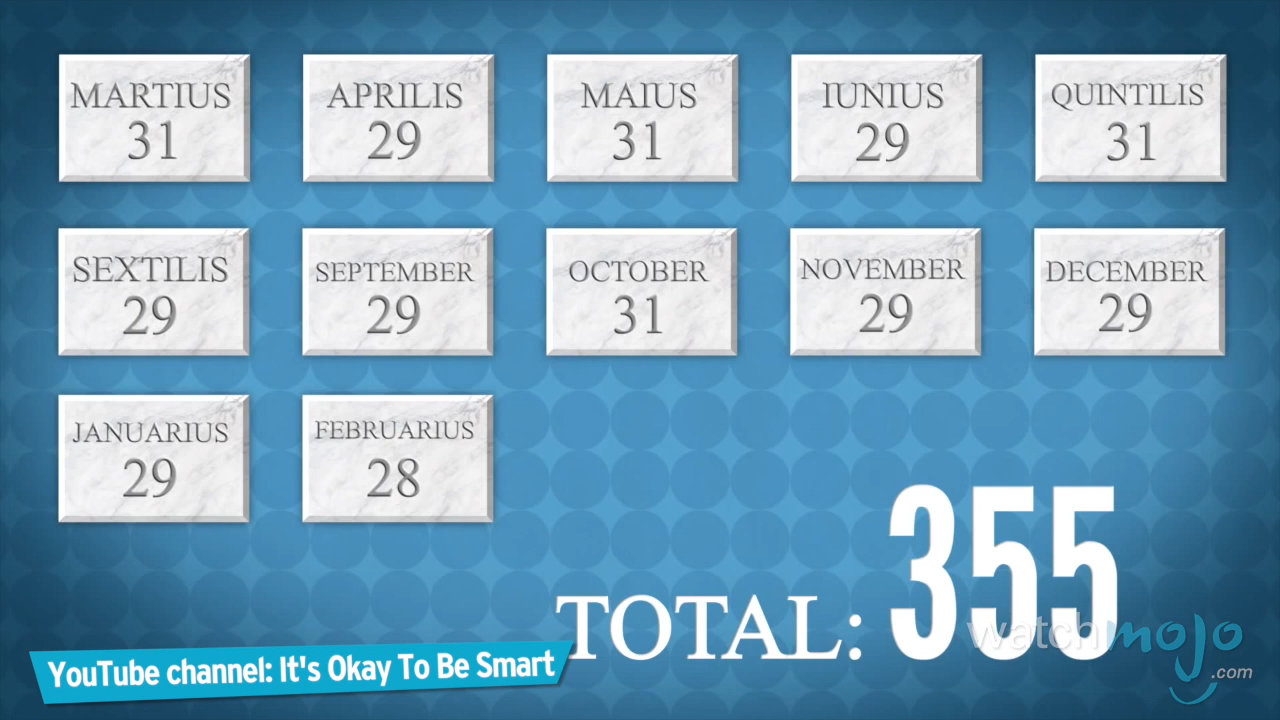 MARTIUS
31
APRILIS
29
MAIUS
31
IUNIUS
29
QUINTILIS
31
SEXTILIS
29
SEPTEMBER
29
OCTOBER
31
NOVEMBER
29
DECEMBER
29
JANUARIUS
29
FEBRUARIUS
28
TOTAL: 355
watchmojo
.com
YouTube channel: It's Okay To Be Smart